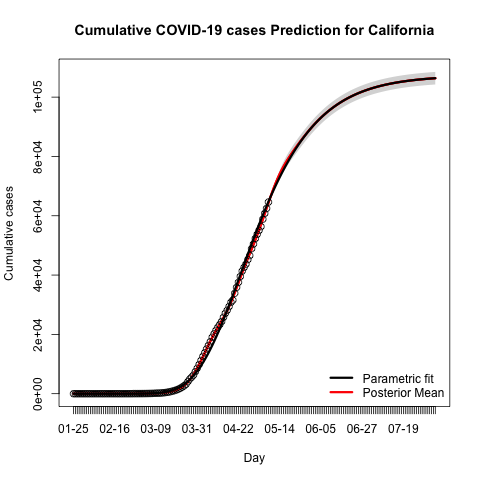 Cumulative COVID-19 cases Prediction for California
Cumulative cases
1e+05
8e+04
6e+04
4e+04
2e+04
0e+00
Parametric fit
Posterior Mean
01-25 02-16 03-09 03-31 04-22 05-14 06-05 06-27 07-19
Day